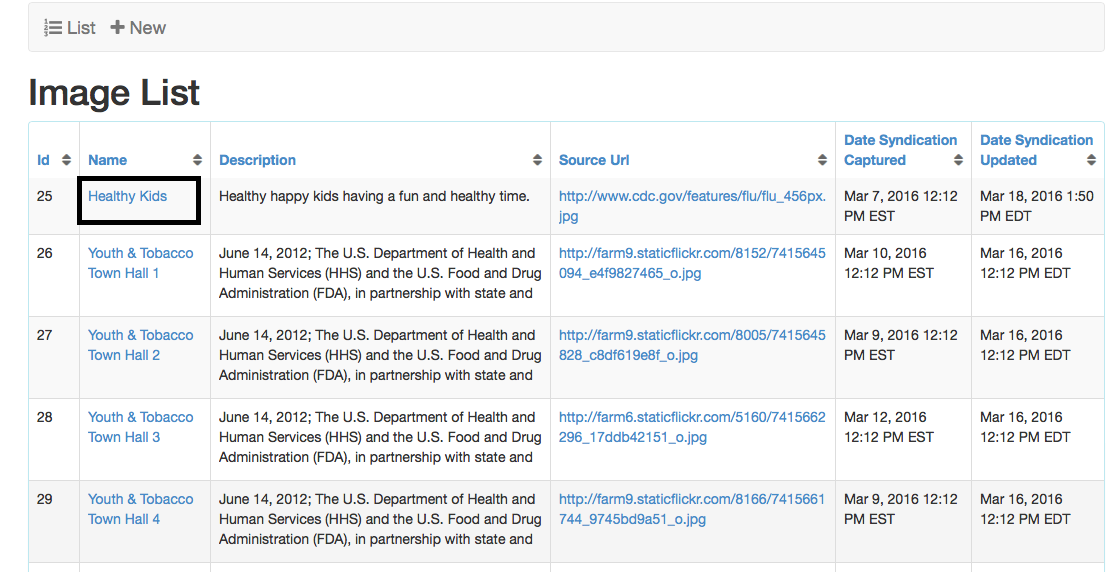 List New
Image List
Id Name Description Source Url Date Syndication Captured Date Syndication Updated
25 Healthy Kids Healthy happy kids having a fun and healthy time. http://www.cdc.gov/features/flu/flu_456px. Mar 7, 2016 12:12 Mar 18, 2016 1:50
jpg PM EST PM EDT
26 Youth & Tobacco June 14, 2012; The U.S. Department of Health and http://farm9.staticflickr.com/8152/7415645 Mar 10, 2016 Mar 16, 2016
Town Hall 1 Human Services (HHS) and the U.S. Food and Drug 094_e4f9827465_o.jpg 12:12 PM EST 12:12 PM EDT
Administration (FDA), in partnership with state and
27 Youth & Tobacco June 14, 2012; The U.S. Department of Health and http://farm9.staticflickr.com/8005/7415645 Mar 9, 2016 12:12 Mar 16, 2016
Town Hall 2 Human Services (HHS) and the U.S. Food and Drug 828_c8df619e8f_o.jpg PM EST 12:12 PM EDT
Administration (FDA), in partnership with state and
28 Youth & Tobacco June 14, 2012; The U.S. Department of Health and http://farm6.staticflickr.com/5160/7415662 Mar 12, 2016 Mar 16, 2016
Town Hall 3 Human Services (HHS) and the U.S. Food and Drug 296_17ddb42151_o.jpg 12:12 PM EST 12:12 PM EDT
Administration (FDA), in partnership with state and
29 Youth & Tobacco June 14, 2012; The U.S. Department of Health and http://farm9.staticflickr.com/8166/7415661 Mar 9, 2016 12:12 Mar 16, 2016
Town Hall 4 Human Services (HHS) and the U.S. Food and Drug 744_9745bd9a51_o.jpg PM EST 12:12 PM EDT
Administration (FDA), in partnership with state and